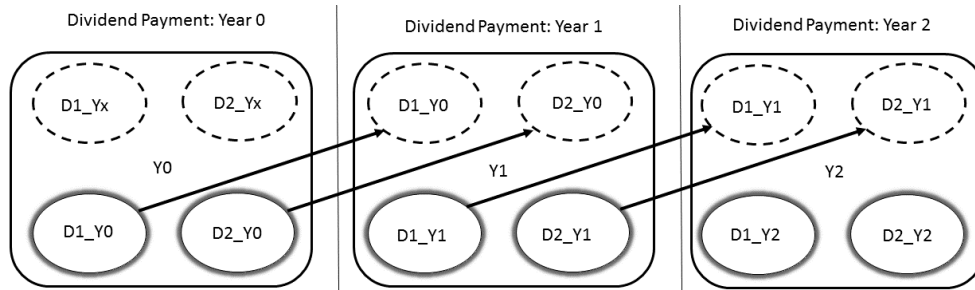 Dividend Payment: Year 0
Dividend Payment: Year 1
Dividend Payment: Year 2
D1_Yx
D2_Yx
D1_Y0
D2_Y0
D1_Y1
D2_Y1
Y0
Y1
Y2
D1_Y0
D2_Y0
D1_Y1
D2_Y1
D1_Y2
D2_Y2